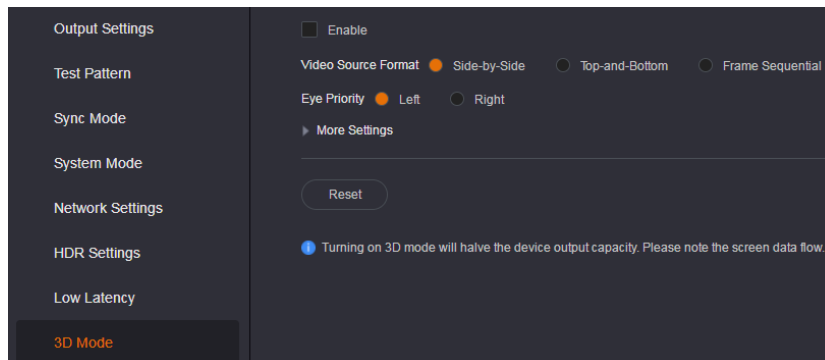 Output Settings
Test Pattern
Sync Mode
System Mode
Network Settings
HDR Settings
Low Latency
3D Mode
Enable
Video Source Format Side-by-Side Top-and-Bottom Frame Sequential
Eye Priority Left Right
More Settings
Reset
Turning on 3D mode will halve the device output capacity. Please note the screen data flow.